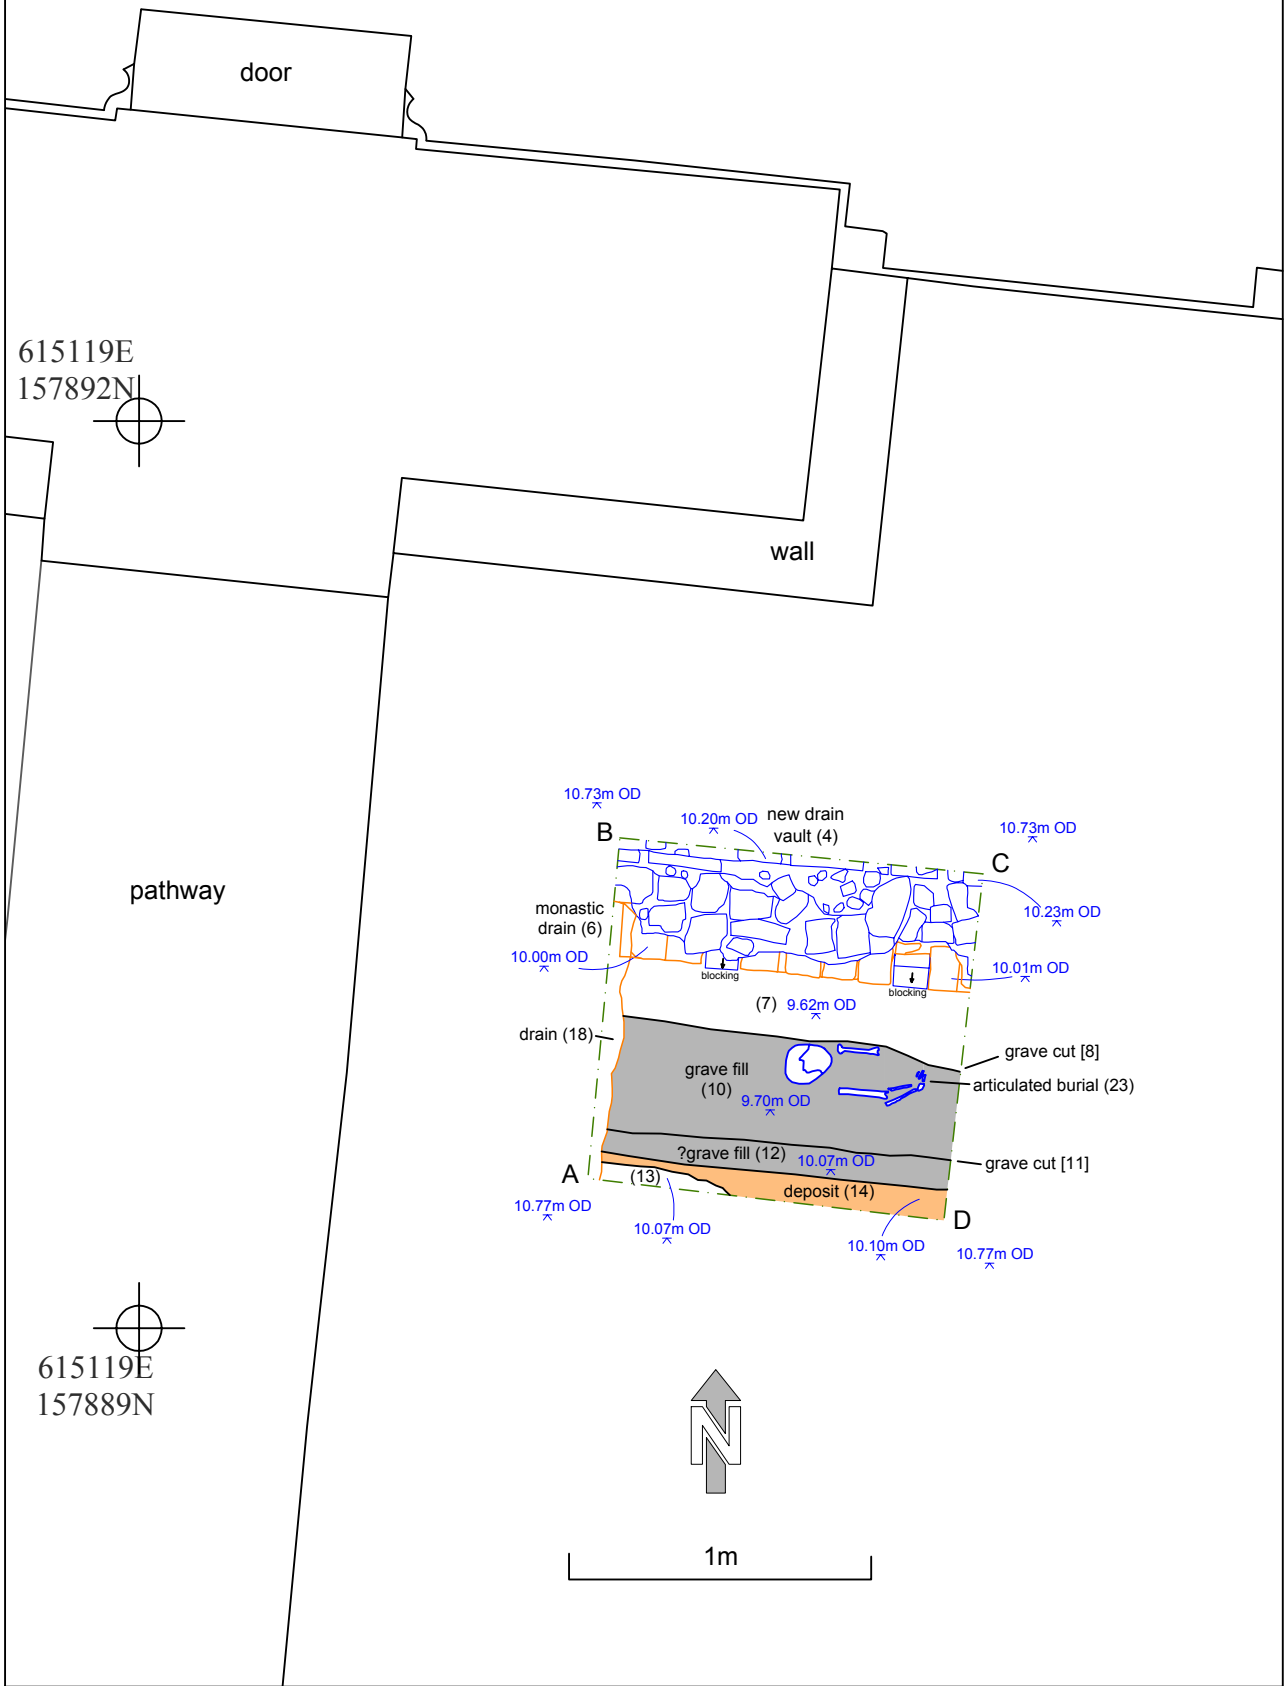 door
615119E
157892N
wall
10.73m OD
10.20m OD
new drain
vault (4)
10.73m OD
B
C
pathway
monastic
drain (6)
10.23m OD
10.00m OD
10.01m OD
blocking
blocking
(7)
9.62m OD
drain (18)
grave cut [8]
grave fill
(10)
articulated burial (23)
9.70m OD
?grave fill (12)
10.07m OD
grave cut [11]
A
(13)
deposit (14)
10.77m OD
D
10.07m OD
10.10m OD
10.77m OD
615119E
157889N
N
1m